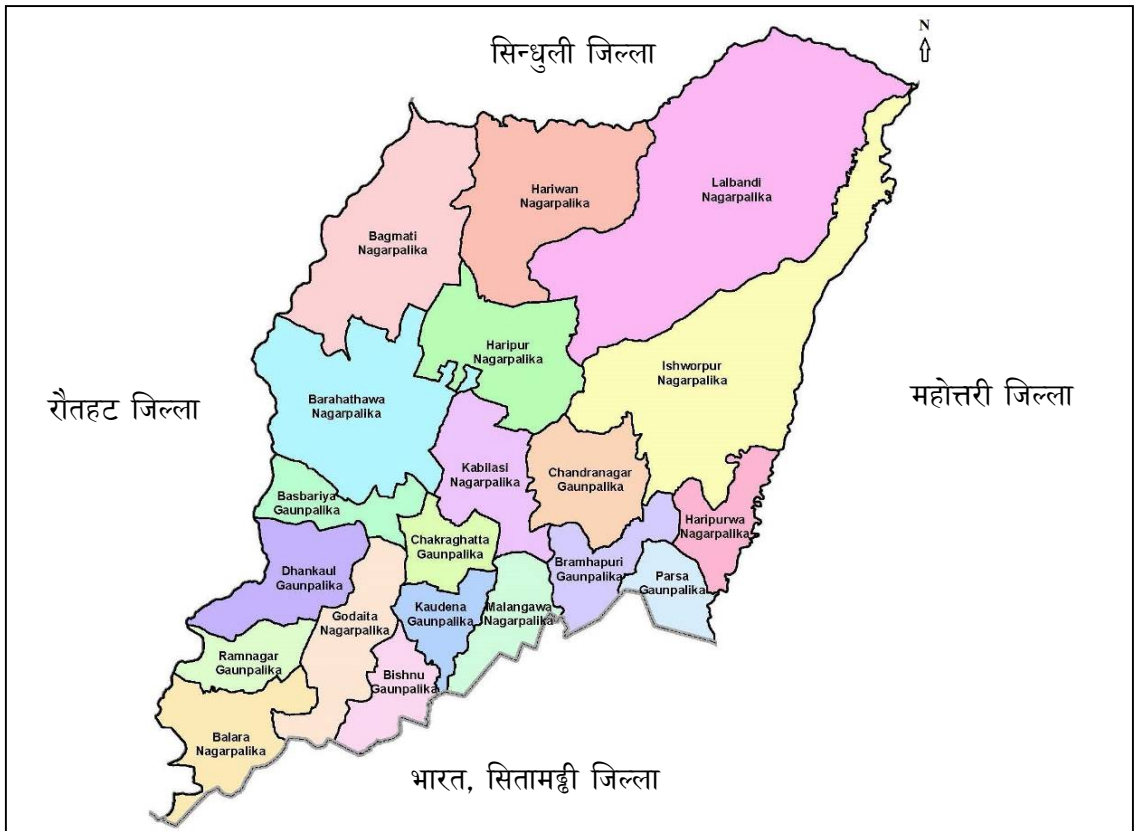 N
सिन्धुली जिल्ला
Lalbandi
Nagarpalika
Hariwan
Nagarpalika
Bagmati
Nagarpalika
Haripur
Nagarpalika
Ishworpur
Nagarpalika
Barahathawa
Nagarpalika
रौतहट जिल्ला
महोत्तरी जिल्ला
Kabilasi
Nagarpalika
Chandranagar
Gaunpalika
Basbariya
Gaunpalika
Haripurwa
Nagarpalika
Chakraghatta
Gaunpalika
Bramhapuri
Gaunpalika
Parsa
Gaunpalika
Dhankaul
Gaunpalika
Kaudena
Gaunpalika
Malangawa
Nagarpalika
Godaita
Nagarpalika
Ramnagar
Gaunpalika
Bishnu
Gaunpalika
Balara
Nagarpalika
भारत, सितामढ्ढी जिल्ला